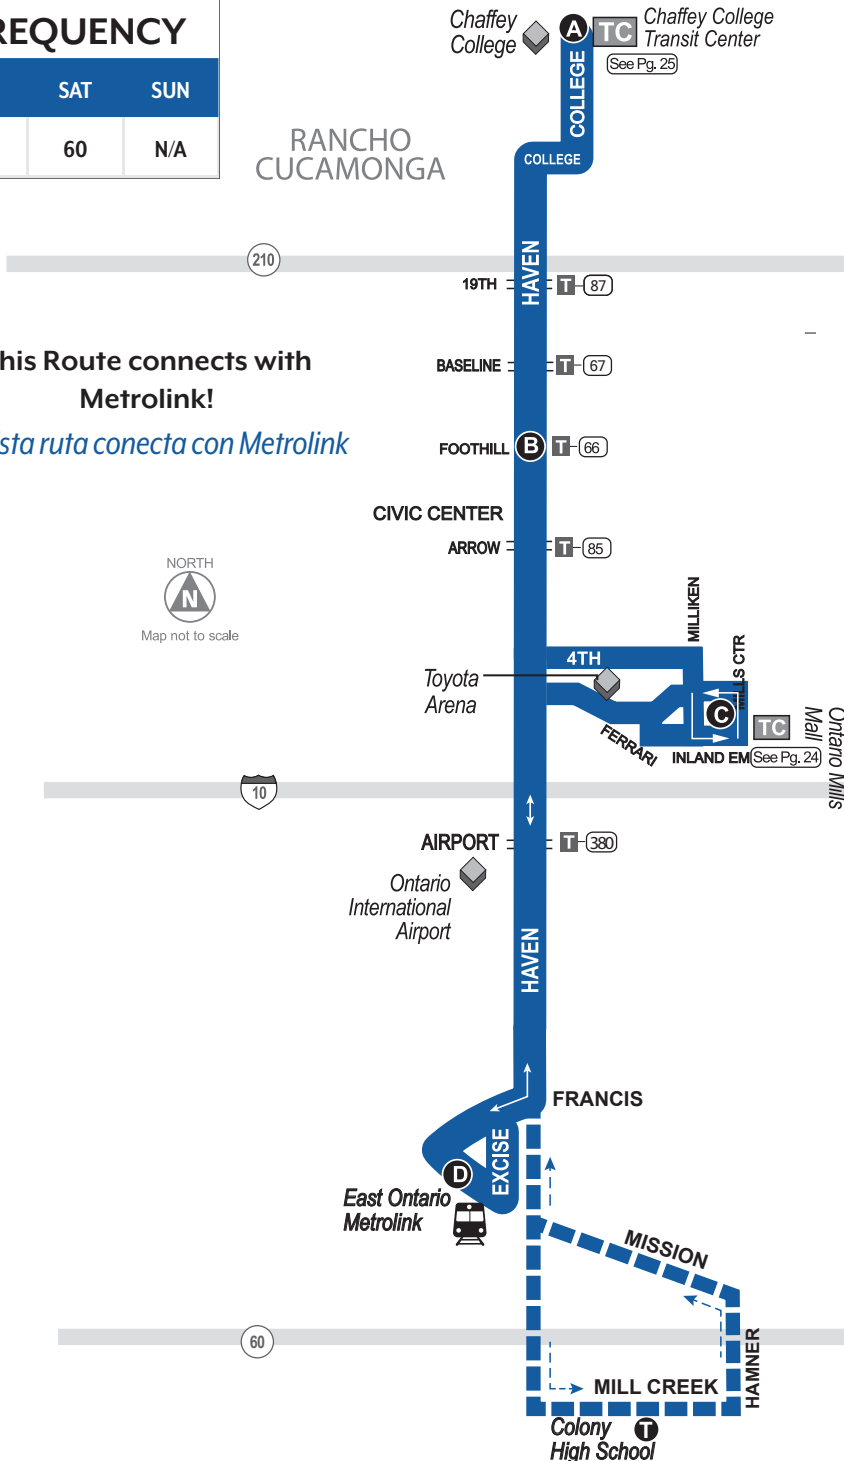 REQUENCY
SAT SUN
60 N/A
Chaffey
College
A
TC
Chaffey College
Transit Center
See Pg. 25
COLLEGE
COLLEGE
RANCHO
CUCAMONGA
210
HAVEN
19TH T 87
his Route connects with
Metrolink!
sta ruta conecta con Metrolink
BASELINE T 67
FOOTHILL B T 66
CIVIC CENTER
ARROW T 85
NORTH
N
Map not to scale
MILLIKEN
4TH
MILLS CTR
Toyota
Arena
C
TC
Ontario Mills
Mall
FERRARI
INLAND EM
See Pg. 24
10
AIRPORT T 380
Ontario
International
Airport
HAVEN
FRANCIS
EXCISE
D
East Ontario
Metrolink
MISSION
60
HAMNER
MILL CREEK
Colony
High School
T